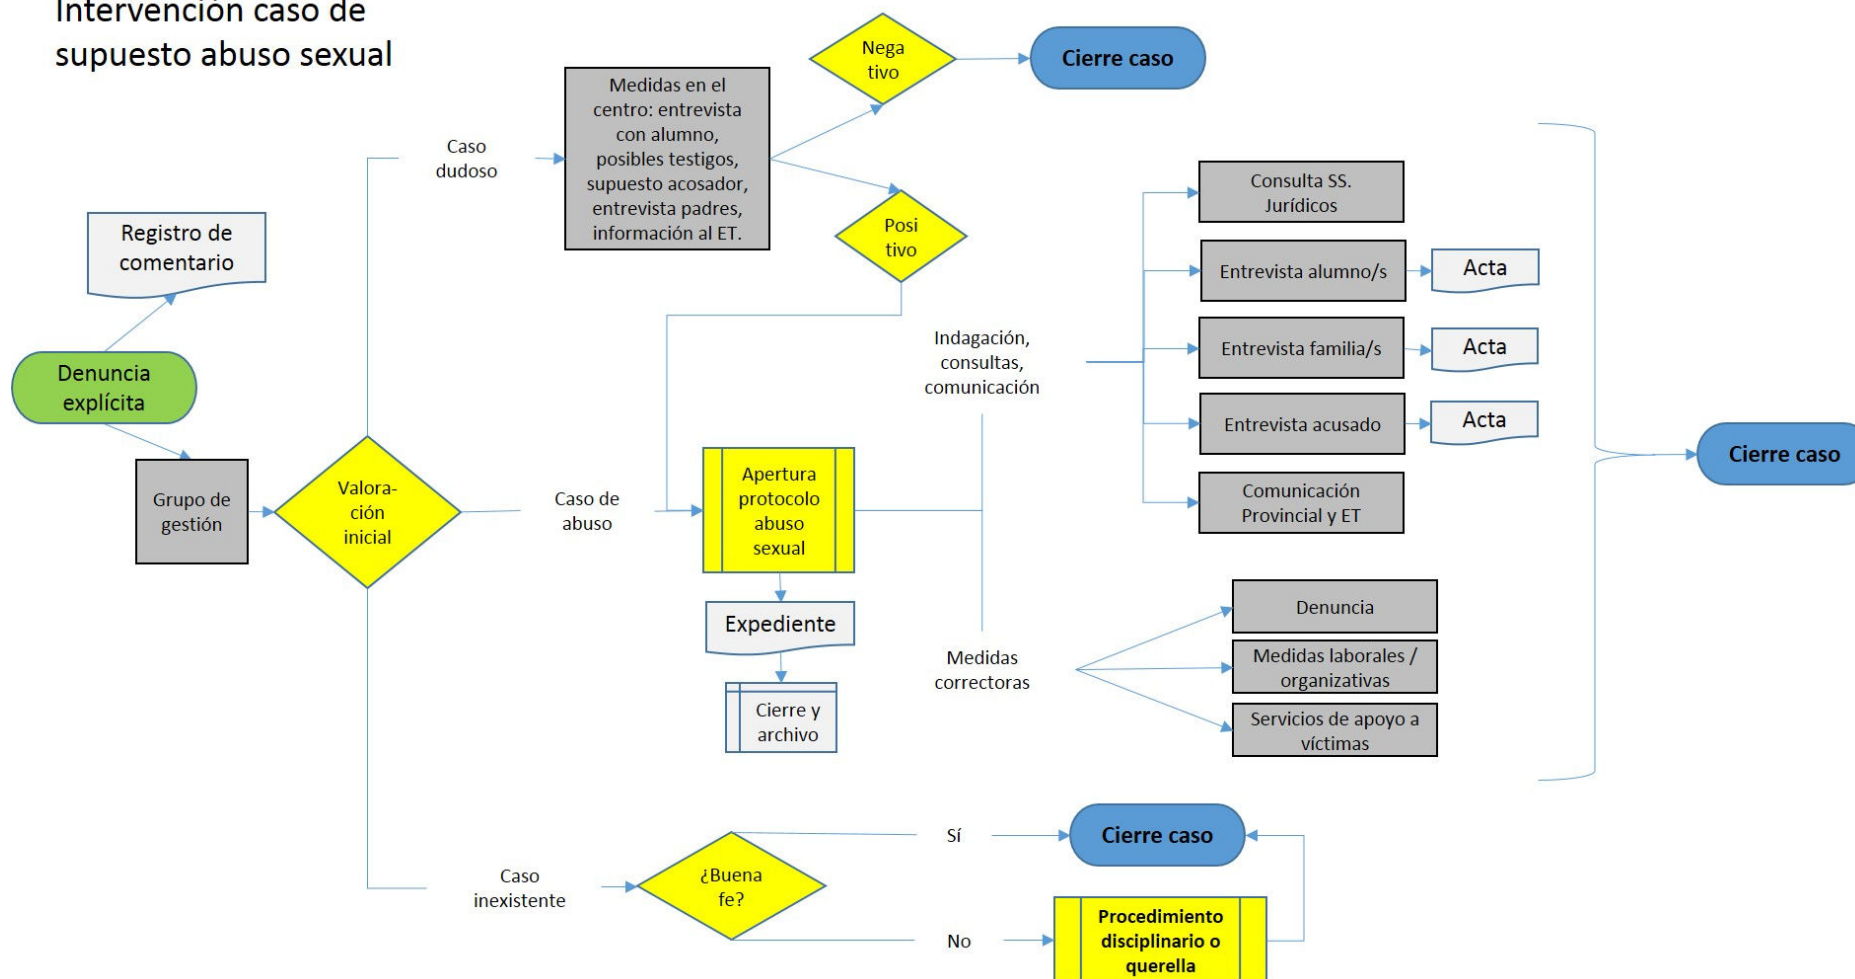 Intervención caso de
supuesto abuso sexual
Nega
tivo
Cierre caso
Medidas en el
centro: entrevista
con alumno,
posibles testigos,
supuesto acosador,
entrevista padres,
información al ET.
Caso
dudoso
Posi
tivo
Registro de
comentario
Denuncia
explícita
Grupo de
gestión
Valora-
ción
inicial
Caso de
abuso
Apertura
protocolo
abuso
sexual
Expediente
Cierre y
archivo
Indagación,
consultas,
comunicación
Consulta SS.
Jurídicos
Entrevista alumno/s
Acta
Entrevista familia/s
Acta
Entrevista acusado
Acta
Comunicación
Provincial y ET
Cierre caso
Medidas
correctoras
Denuncia
Medidas laborales /
organizativas
Servicios de apoyo a
víctimas
Caso
inexistente
¿Buena
fe?
Sí
Cierre caso
No
Procedimiento
disciplinario o
querella